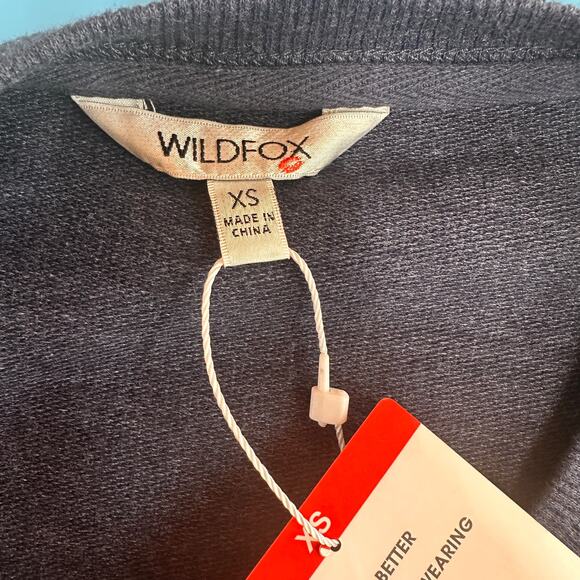 WILDFOX
XS
MADE IN
CHINA
XS
BETTER
WEARING